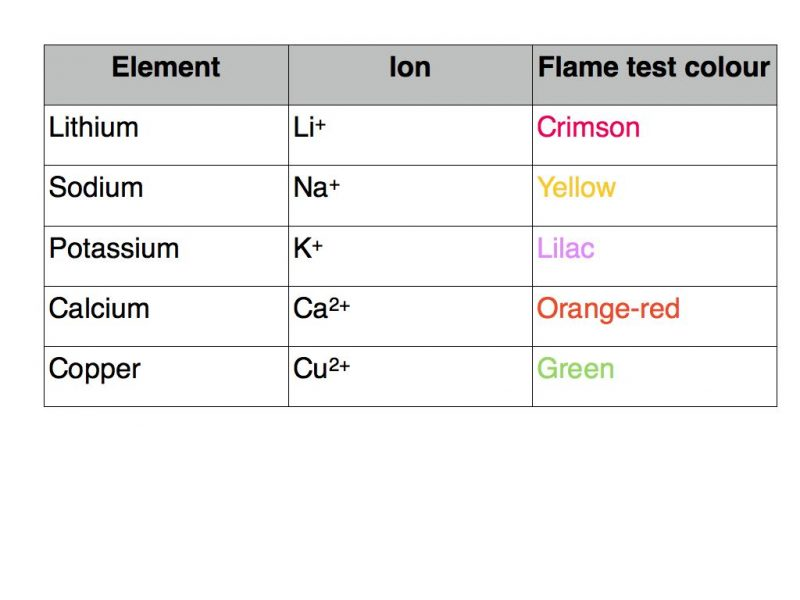 Element Ion Flame test colour
Lithium Li⁺ Crimson
Sodium Na⁺ Yellow
Potassium K⁺ Lilac
Calcium Ca²⁺ Orange-red
Copper Cu²⁺ Green